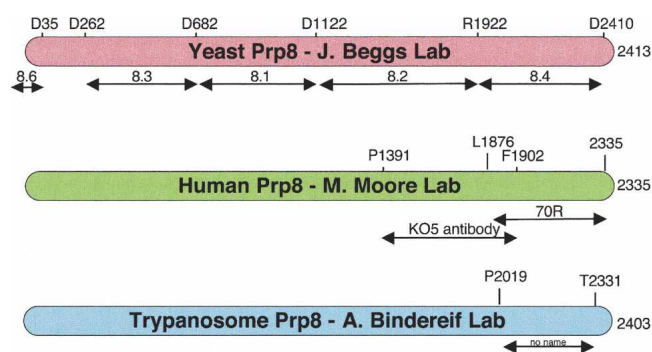 D35 D262 D682 D1122 R1922 D2410
Yeast Prp8 - J. Beggs Lab
2413
8.6 8.3 8.1 8.2 8.4
L1876 2335
P1391 F1902
Human Prp8 - M. Moore Lab
2335
70R
KO5 antibody
P2019 T2331
Trypanosome Prp8 - A. Bindereif Lab
2403
no name